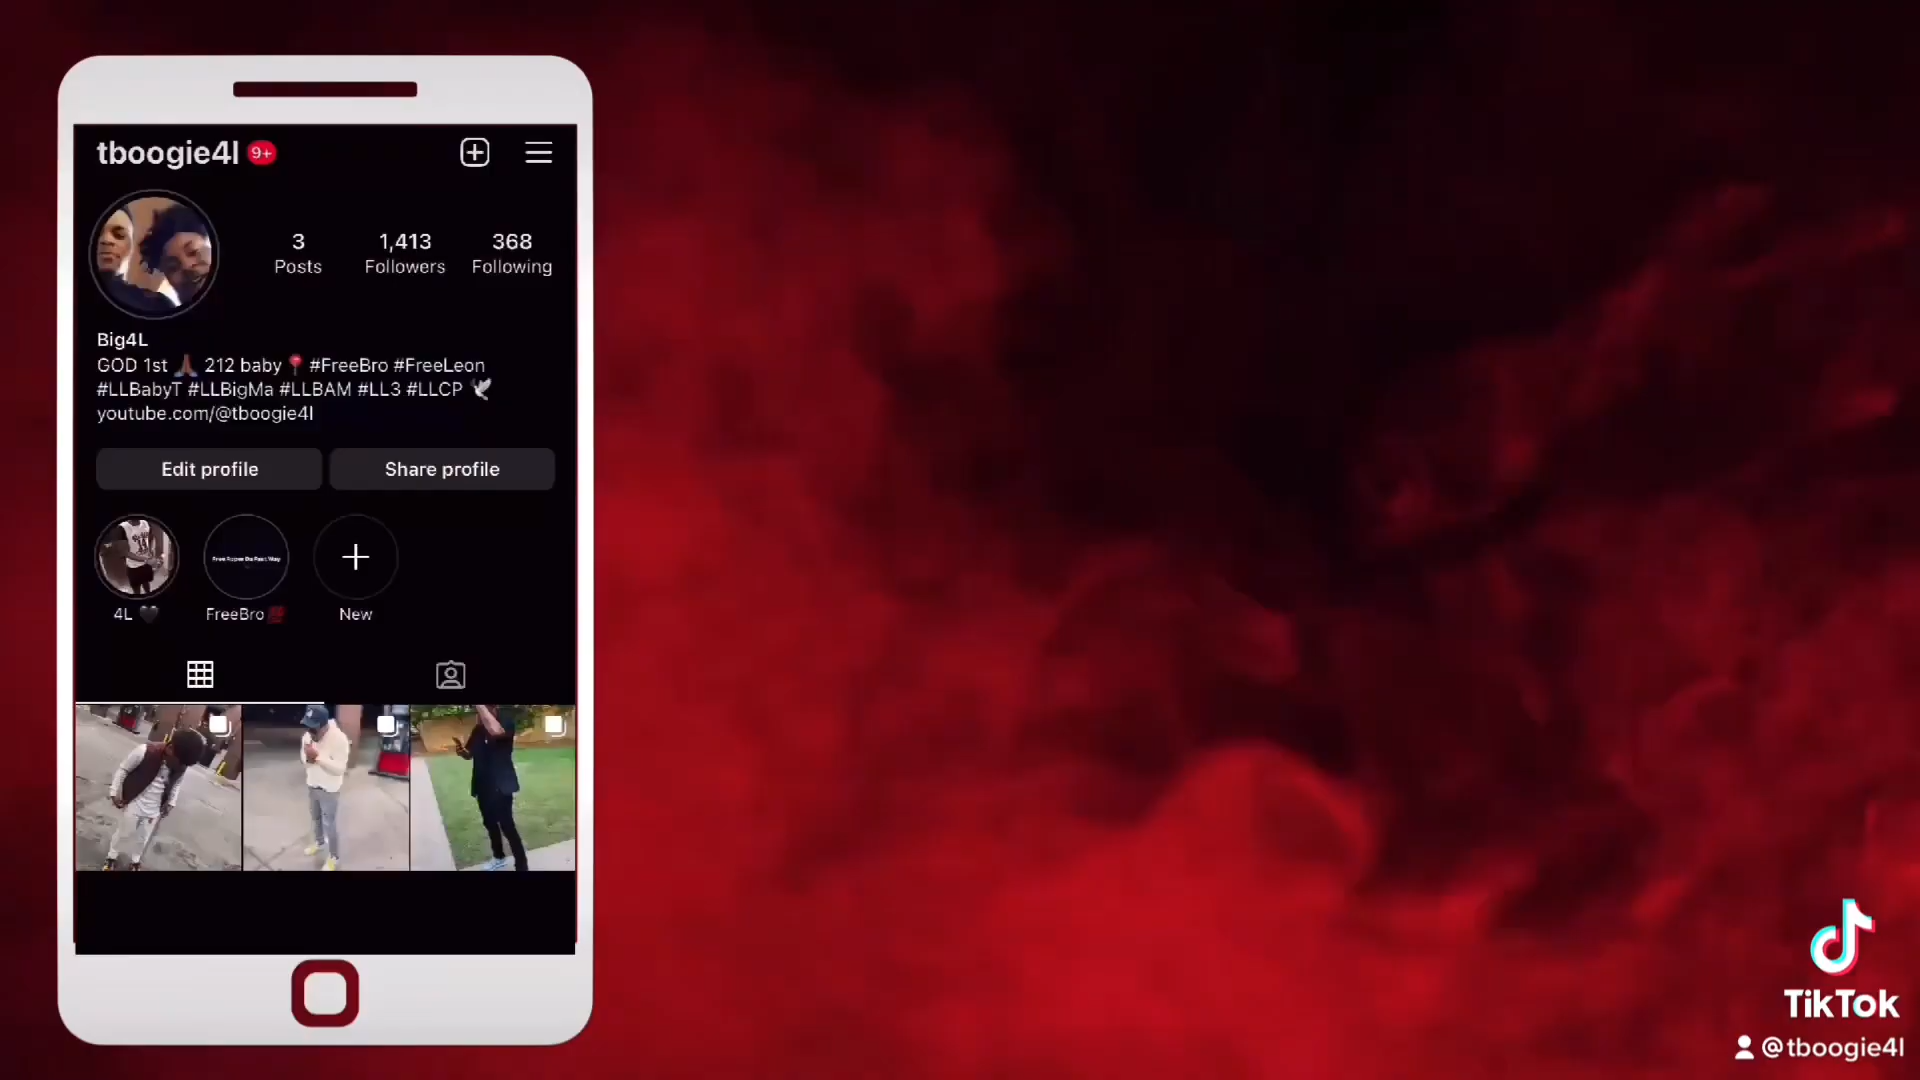 tboogie4l 9+
3 1,413 368
Posts Followers Following
Big4L
GOD 1st 🙏🏾 212 baby 📍 #FreeBro #FreeLeon
#LLBabyT #LLBigMa #LLBAM #LL3 #LLCP 🕊
youtube.com/@tboogie4l
Edit profile Share profile
4L 🖤 FreeBro 💯 New
TikTok
@tboogie4l